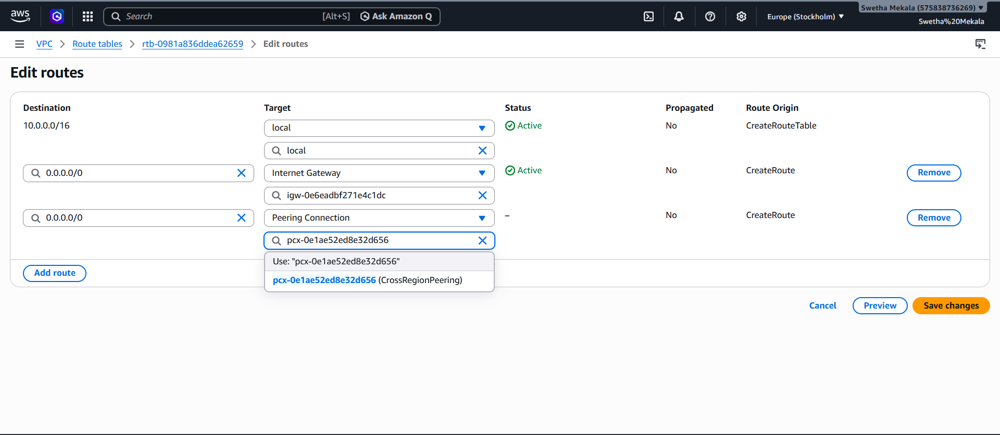 aws
Search [Alt+S] Ask Amazon Q
Europe (Stockholm)
Swetha Mekala (575838736269)
Swetha%20Mekala
VPC Route tables rtb-0981a836ddea62659 Edit routes
Edit routes
Destination Target Status Propagated Route Origin
10.0.0.0/16 local Active No CreateRouteTable
local
0.0.0.0/0 Internet Gateway Active No CreateRoute Remove
igw-0e6eadbf271e4c1dc
0.0.0.0/0 Peering Connection – No CreateRoute Remove
pcx-0e1ae52ed8e32d656
Use: "pcx-0e1ae52ed8e32d656"
Add route
pcx-0e1ae52ed8e32d656 (CrossRegionPeering)
Cancel Preview Save changes